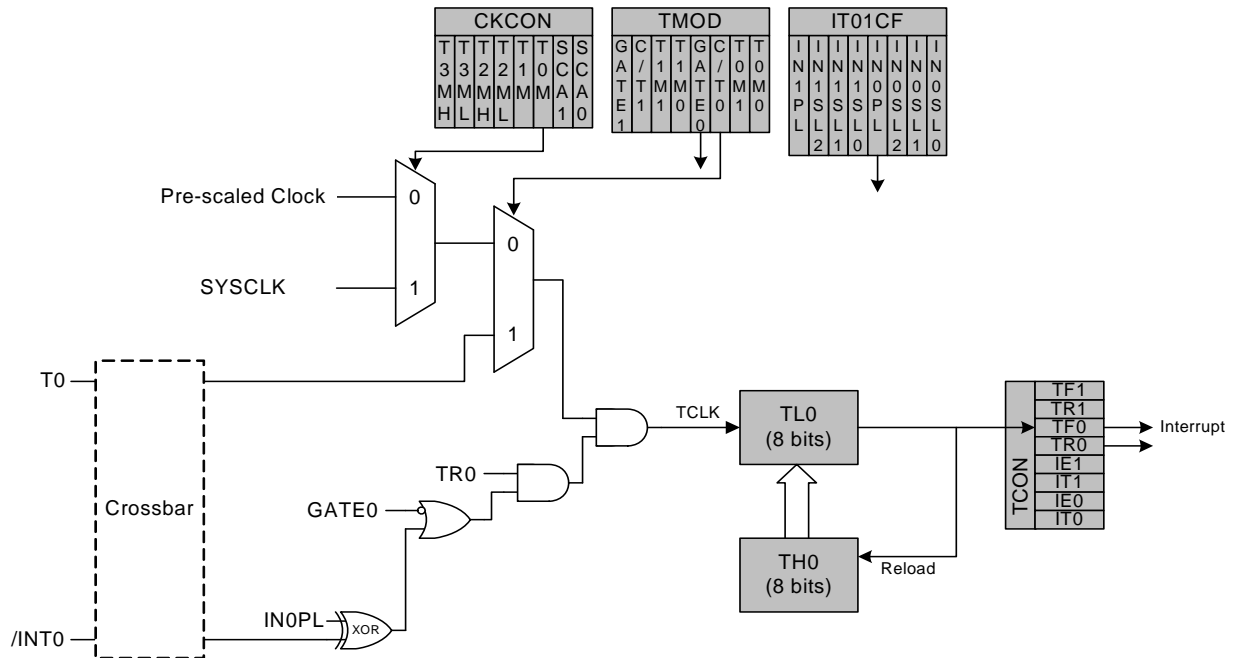 CKCON
T3MH
T3ML
T2MH
T2ML
T1M
T0M
SCA1
SCA0
TMOD
GATE1
C/T1
T1M1
T1M0
GATE0
C/T0
T0M1
T0M0
IT01CF
IN1PL
IN1SL2
IN1SL1
IN1SL0
IN0PL
IN0SL2
IN0SL1
IN0SL0
Pre-scaled Clock
0
SYSCLK
1
0
1
T0
Crossbar
/INT0
TR0
GATE0
IN0PL
XOR
TCLK
TL0
(8 bits)
TH0
(8 bits)
Reload
TCON
TF1
TR1
TF0
TR0
IE1
IT1
IE0
IT0
Interrupt